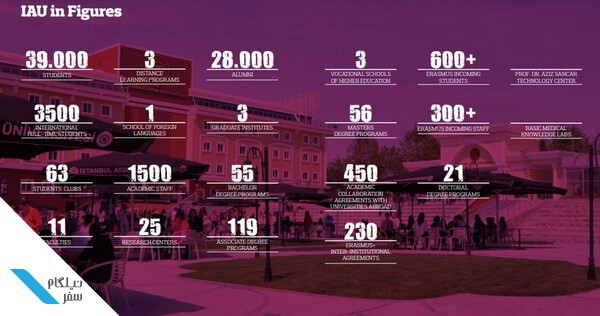 IAU in Figures
39.000
STUDENTS
3
DISTANCE
LEARNING PROGRAMS
28.000
ALUMNI
3
VOCATIONAL SCHOOLS
OF HIGHER EDUCATION
600+
ERASMUS INCOMING
STUDENTS
PROF. DR. AZIZ SANCAR
TECHNOLOGY CENTER
3500
INTERNATIONAL
FULL-TIME STUDENTS
1
SCHOOL OF FOREIGN
LANGUAGES
3
GRADUATE INSTITUTES
56
MASTERS
DEGREE PROGRAMS
300+
ERASMUS INCOMING STAFF
BASIC MEDICAL
KNOWLEDGE LABS
63
STUDENTS' CLUBS
1500
ACADEMIC STAFF
55
BACHELOR
DEGREE PROGRAMS
450
ACADEMIC
COLLABORATION
AGREEMENTS WITH
UNIVERSITIES ABROAD
21
DOCTORAL
DEGREE PROGRAMS
11
FACULTIES
25
RESEARCH CENTERS
119
ASSOCIATE DEGREE
PROGRAMS
230
ERASMUS+
INTER-INSTITUTIONAL
AGREEMENTS
ISTANBUL AYDIN
نیلگام
سفر